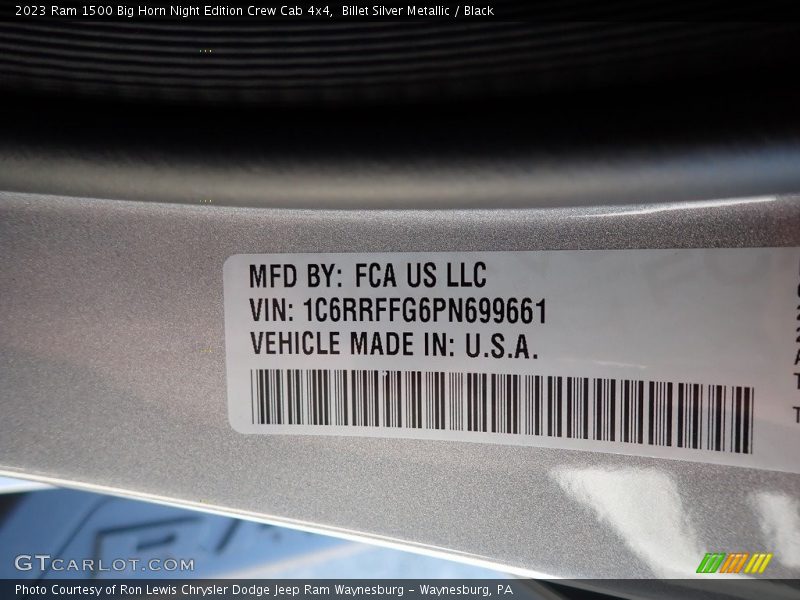 2023 Ram 1500 Big Horn Night Edition Crew Cab 4x4,  Billet Silver Metallic / Black
MFD BY: FCA US LLC
VIN: 1C6RRFFG6PN699661
VEHICLE MADE IN: U.S.A.
GTCARLOT.COM
Photo Courtesy of Ron Lewis Chrysler Dodge Jeep Ram Waynesburg – Waynesburg, PA